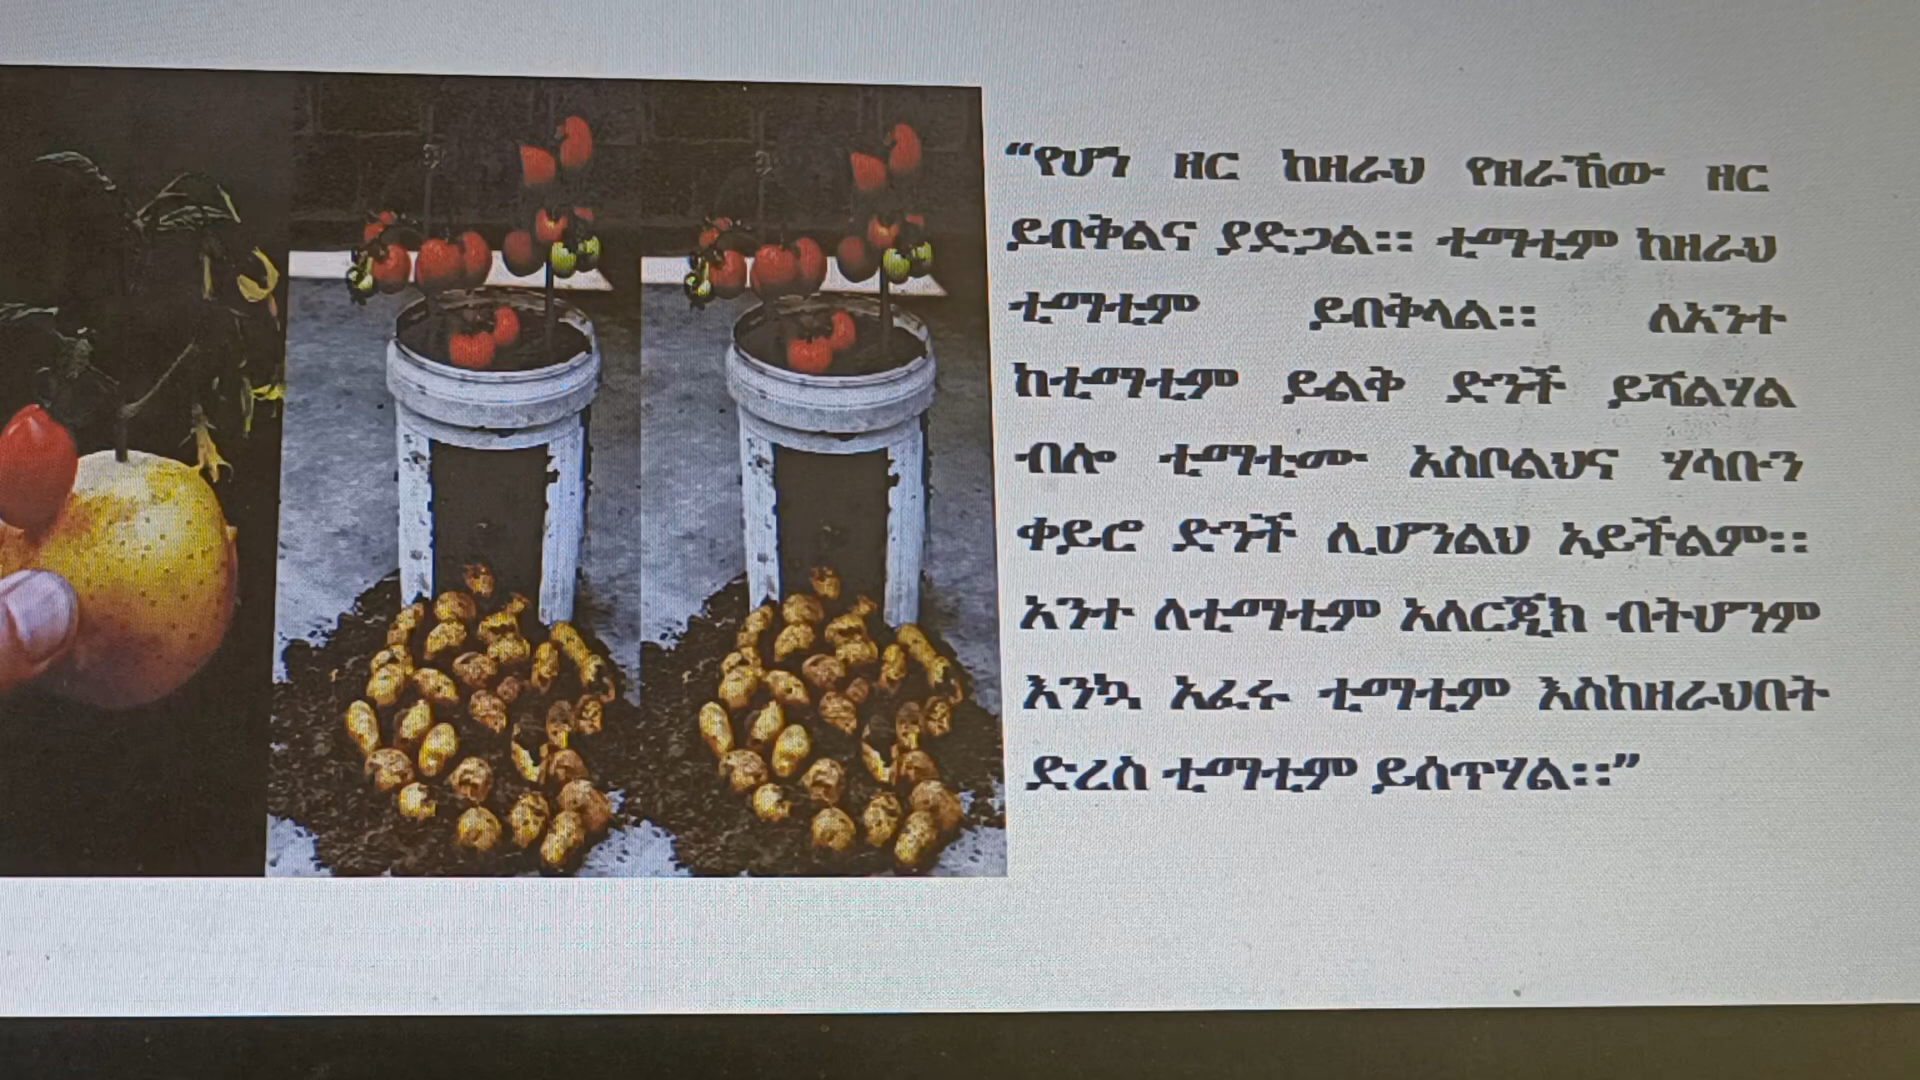 “የሆነ ዘር ከዘራህ የዘራኸው ዘር
ይበቅልና ያድጋል፡፡ ቲማቲም ከዘራህ
ቲማቲም ይበቅላል፡፡ ለአንተ
ከቲማቲም ይልቅ ድንች ይሻልሃል
ብሎ ቲማቲሙ አስቦልህና ሃሳቡን
ቀይሮ ድንች ሊሆንልህ አይችልም፡፡
አንተ ለቲማቲም አለርጂክ ብትሆንም
እንኳ አፈሩ ቲማቲም እስከዘራህበት
ድረስ ቲማቲም ይሰጥሃል፡፡”